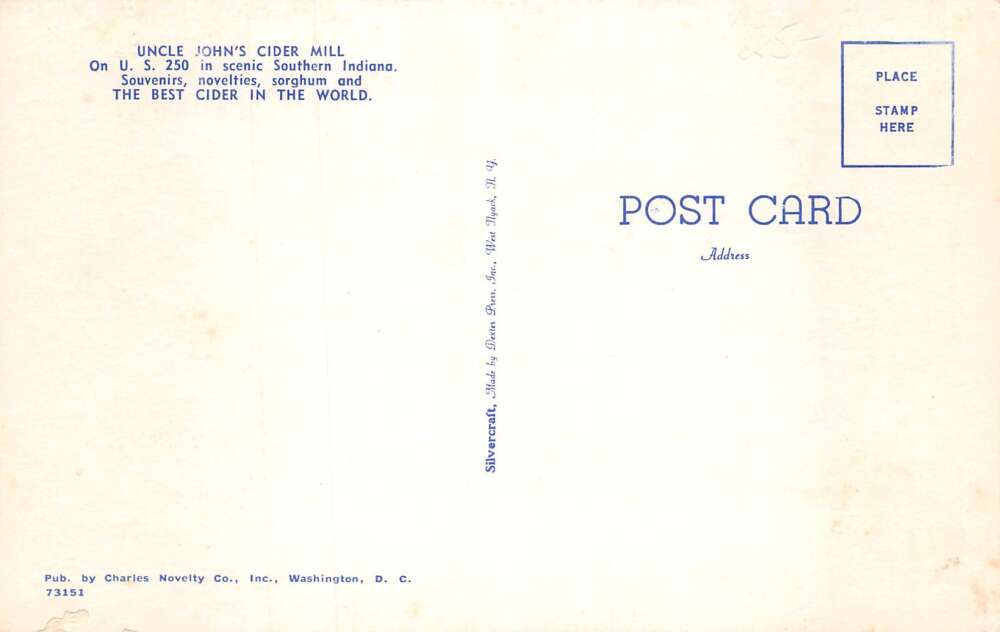 UNCLE JOHN'S CIDER MILL
On U. S. 250 in scenic Southern Indiana.
Souvenirs, novelties, sorghum and
THE BEST CIDER IN THE WORLD.
25
PLACE
STAMP
HERE
POST CARD
Address
Silvercraft, Made by Dexter Press, Inc., West Nyack, N. Y.
Pub. by Charles Novelty Co., Inc., Washington, D. C.
73151